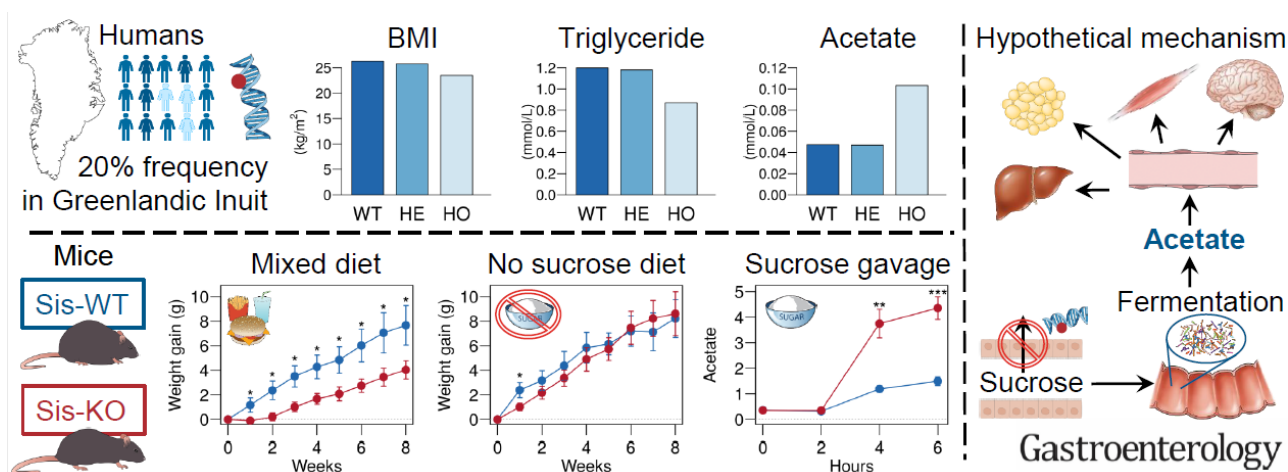 Humans
20% frequency
in Greenlandic Inuit
BMI
(kg/m²)
25
20
15
10
5
0
WT HE HO
Triglyceride
(mmol/L)
1.2
1.0
0.8
0.6
0.4
0.2
0.0
WT HE HO
Acetate
(mmol/L)
0.12
0.10
0.08
0.06
0.04
0.02
0.00
WT HE HO
Mice
Sis-WT
Sis-KO
Mixed diet
Weight gain (g)
10
8
6
4
2
0
* * * * * * * *
0 2 4 6 8
Weeks
No sucrose diet
SUGAR
Weight gain (g)
10
8
6
4
2
0
*
0 2 4 6 8
Weeks
Sucrose gavage
SUGAR
Acetate
5
4
3
2
1
0
** ***
0 2 4 6
Hours
Hypothetical mechanism
Acetate
Fermentation
Sucrose
Gastroenterology